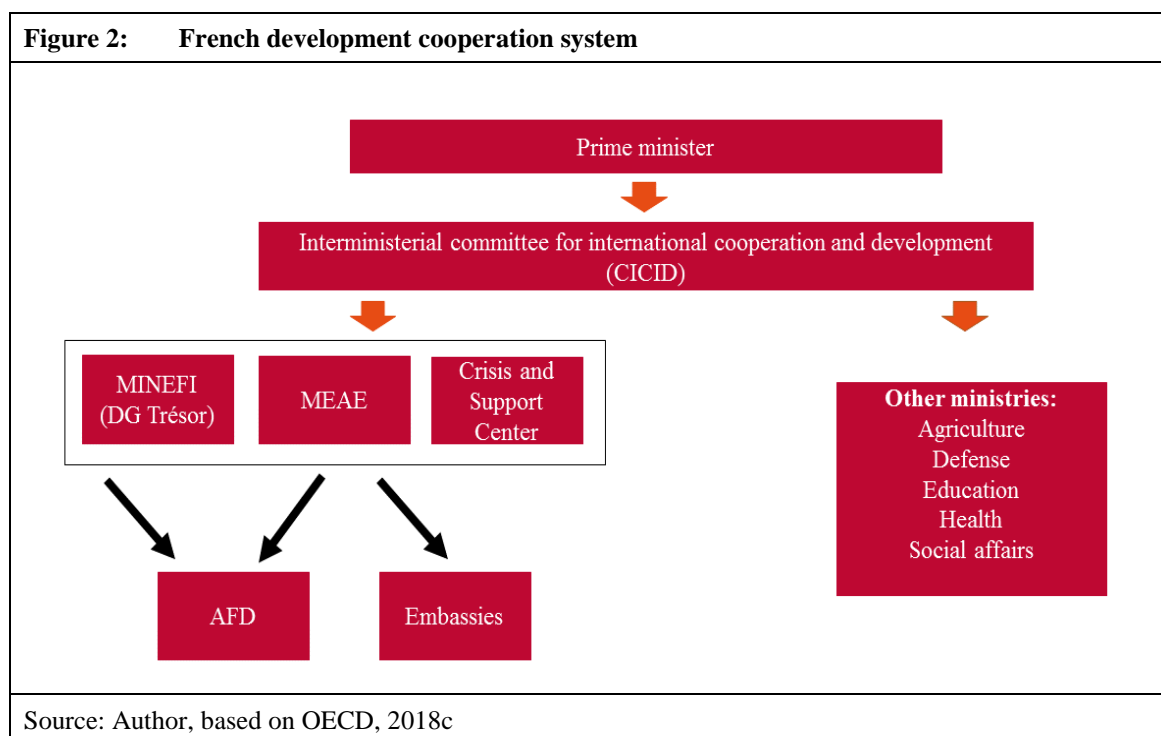 Figure 2: French development cooperation system
Prime minister
Interministerial committee for international cooperation and development
(CICID)
MINEFI
(DG Trésor)
MEAE
Crisis and
Support
Center
Other ministries:
Agriculture
Defense
Education
Health
Social affairs
AFD
Embassies
Source: Author, based on OECD, 2018c